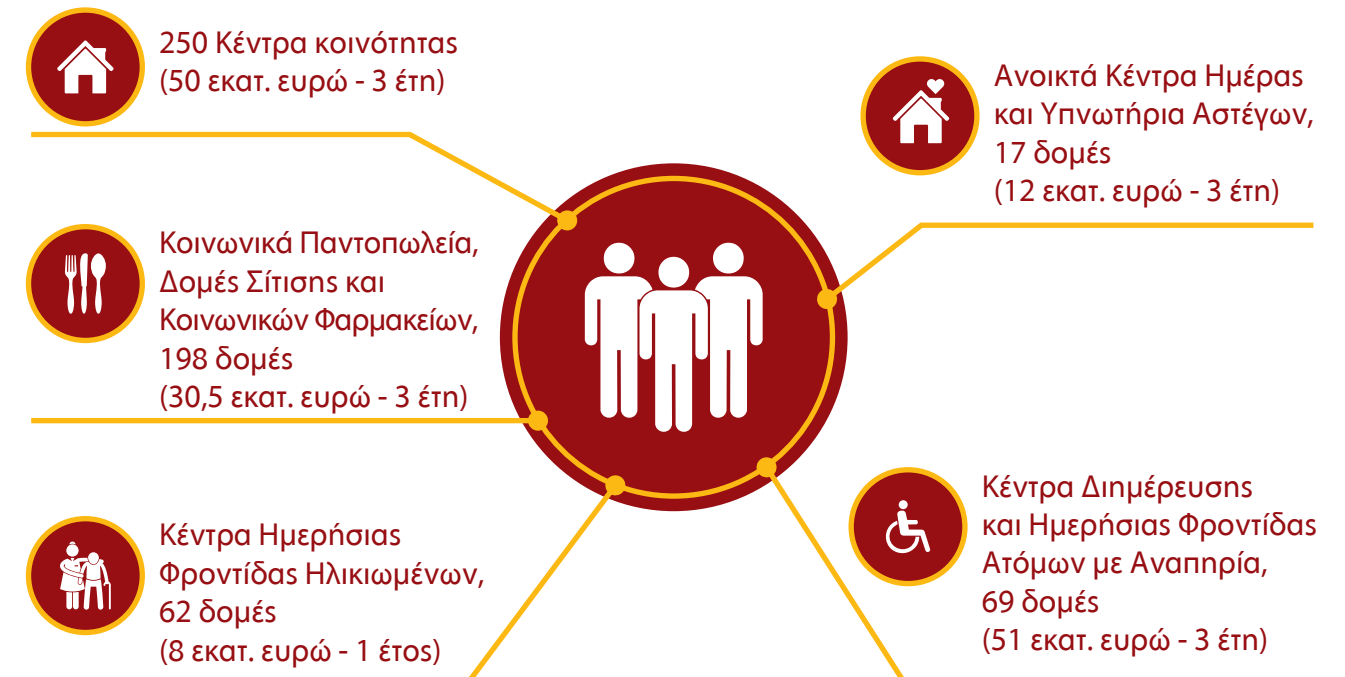 250 Κέντρα κοινότητας
(50 εκατ. ευρώ - 3 έτη)
Ανοικτά Κέντρα Ημέρας
και Υπνωτήρια Αστέγων,
17 δομές
(12 εκατ. ευρώ - 3 έτη)
Κοινωνικά Παντοπωλεία,
Δομές Σίτισης και
Κοινωνικών Φαρμακείων,
198 δομές
(30,5 εκατ. ευρώ - 3 έτη)
Κέντρα Ημερήσιας
Φροντίδας Ηλικιωμένων,
62 δομές
(8 εκατ. ευρώ - 1 έτος)
Κέντρα Διημέρευσης
και Ημερήσιας Φροντίδας
Ατόμων με Αναπηρία,
69 δομές
(51 εκατ. ευρώ - 3 έτη)